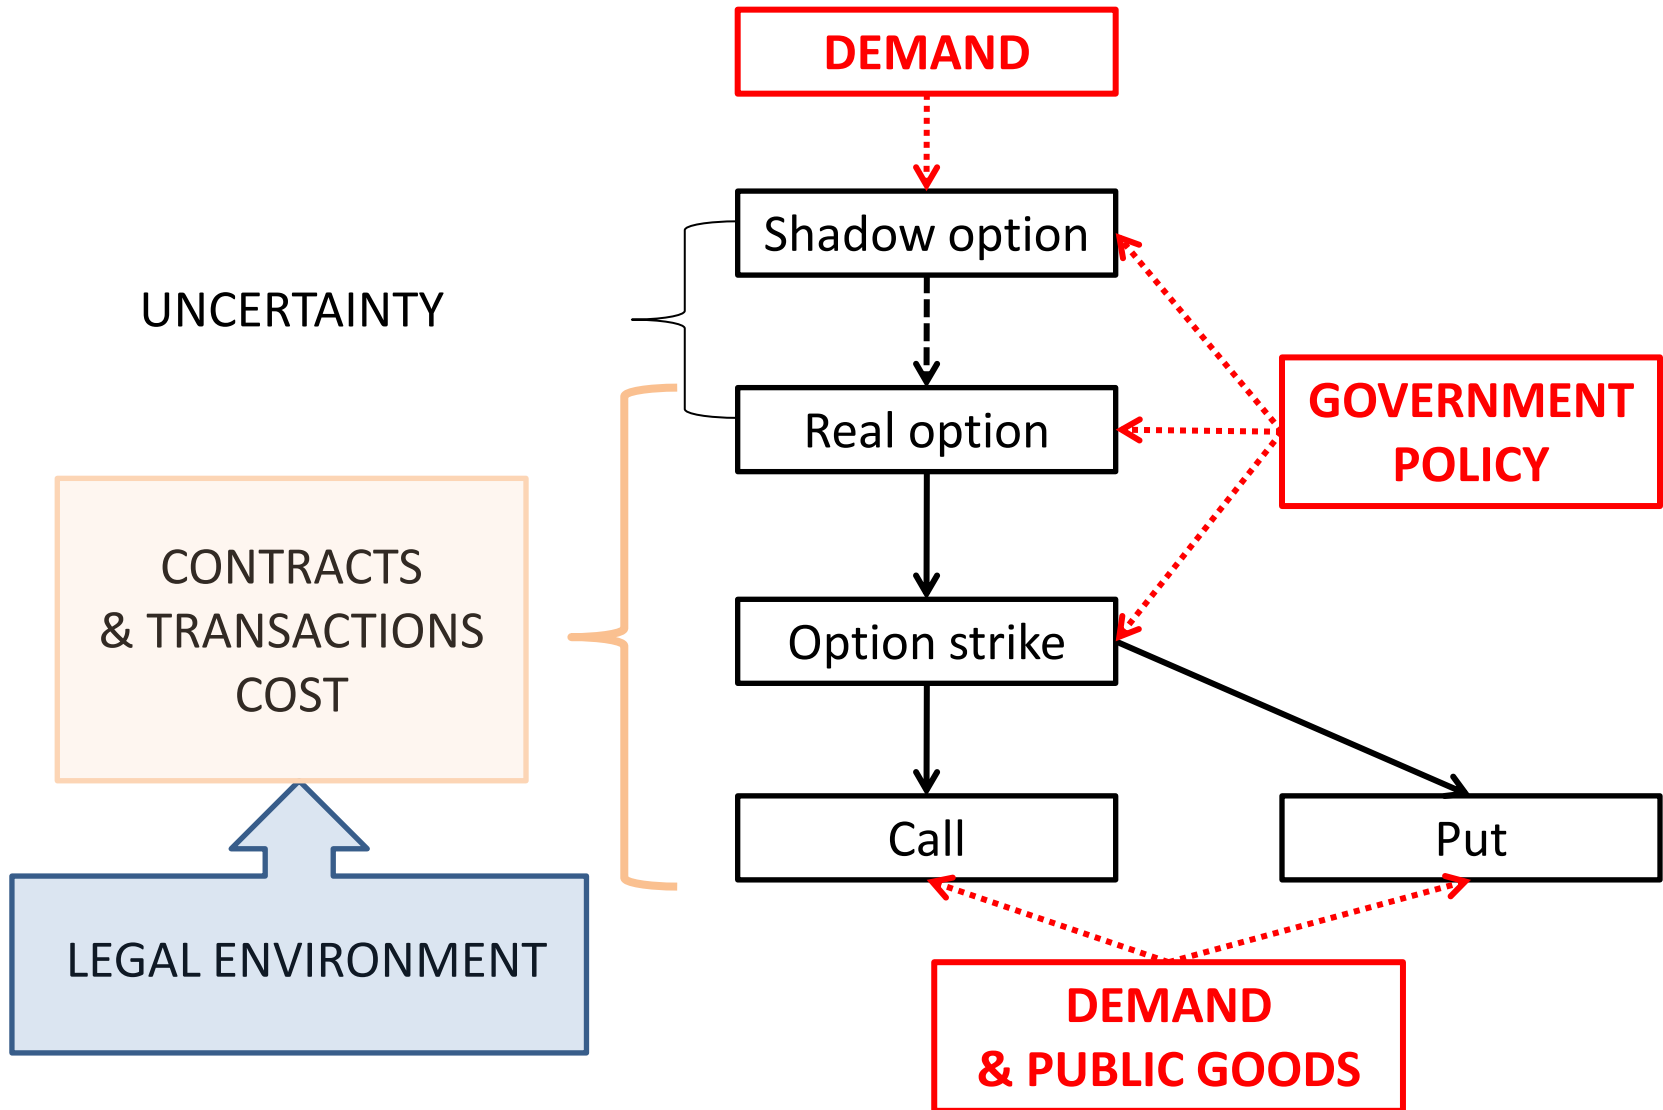 DEMAND
Shadow option
UNCERTAINTY
GOVERNMENT
POLICY
Real option
CONTRACTS
& TRANSACTIONS
COST
Option strike
Call
Put
LEGAL ENVIRONMENT
DEMAND
& PUBLIC GOODS